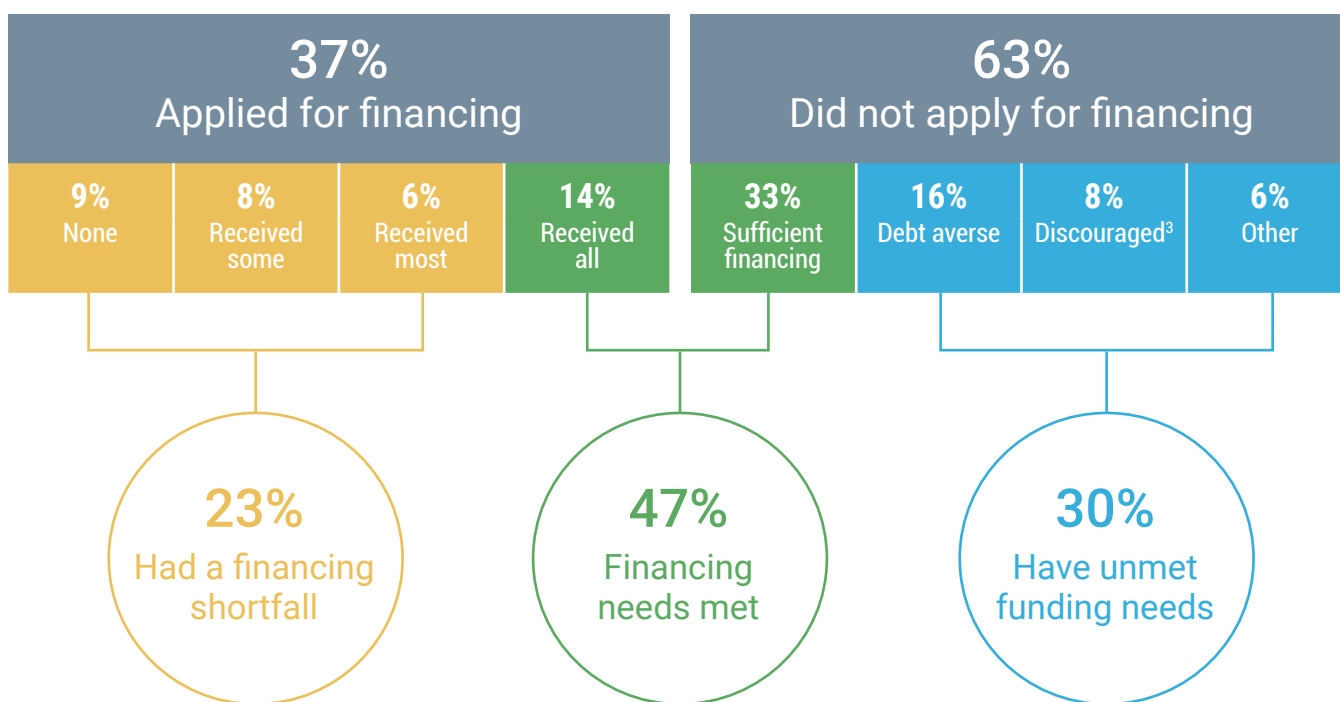 37%
Applied for financing
63%
Did not apply for financing
9%
None
8%
Received
some
6%
Received
most
14%
Received
all
33%
Sufficient
financing
16%
Debt averse
8%
Discouraged³
6%
Other
23%
Had a financing
shortfall
47%
Financing
needs met
30%
Have unmet
funding needs